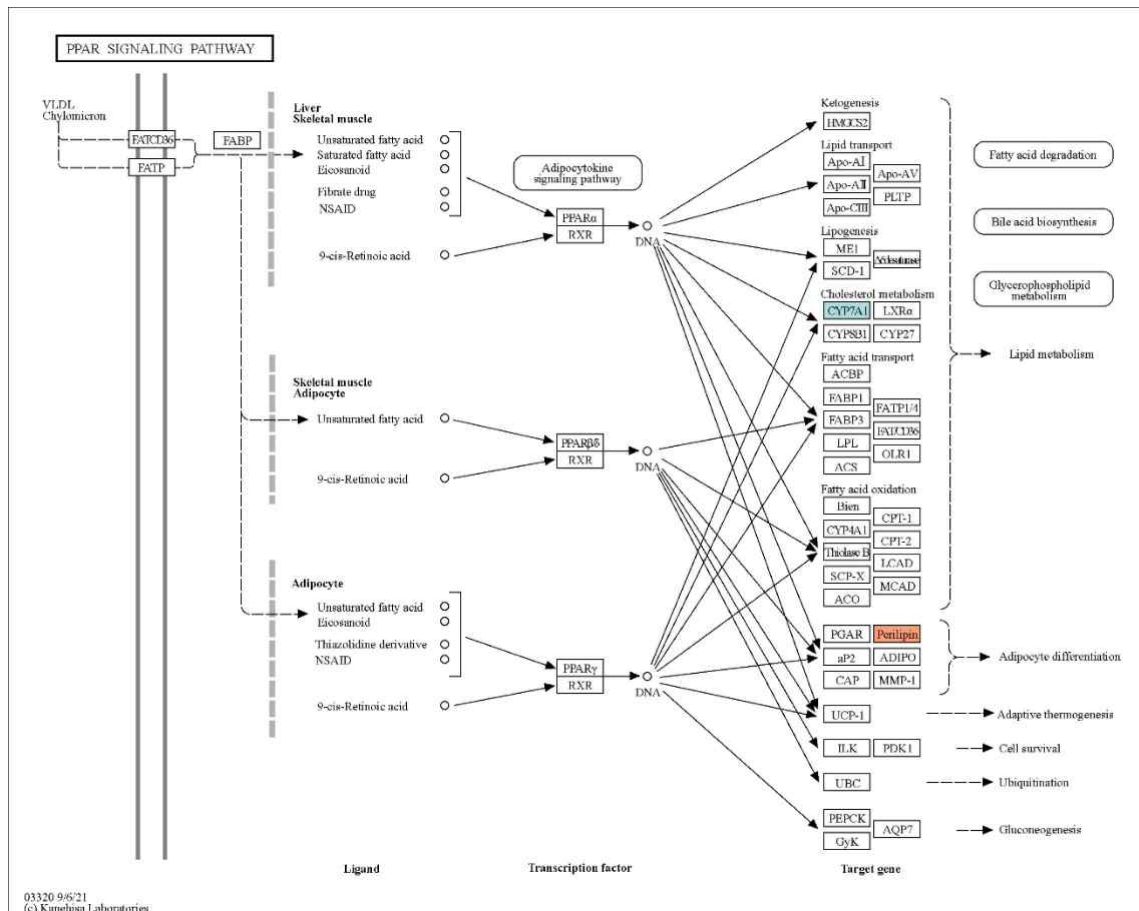 PPAR SIGNALING PATHWAY
VLDL
Chylomicron
FATCD36
FATP
FABP
Liver
Skeletal muscle
Unsaturated fatty acid
Saturated fatty acid
Eicosanoid
Fibrate drug
NSAID
9-cis-Retinoic acid
Adipocytokine
signaling pathway
PPARα
RXR
DNA
Skeletal muscle
Adipocyte
Unsaturated fatty acid
9-cis-Retinoic acid
PPARβδ
RXR
DNA
Adipocyte
Unsaturated fatty acid
Eicosanoid
Thiazolidine derivative
NSAID
9-cis-Retinoic acid
PPARγ
RXR
DNA
Ketogenesis
HMGCS2
Lipid transport
Apo-AI
Apo-AII
Apo-CIII
Apo-AV
PLTP
Lipogenesis
ME1
SCD-1
Cholesterol metabolism
CYP7A1
LXRα
CYP8B1
CYP27
Fatty acid transport
ACBP
FABP1
FABP3
LPL
ACS
FATP1/4
FATCD36
OLR1
Fatty acid oxidation
Bien
CYP4A1
Thiolase B
SCP-X
ACO
CPT-1
CPT-2
LCAD
MCAD
PGAR
Perilipin
aP2
ADIPO
CAP
MMP-1
UCP-1
ILK
PDK1
UBC
PEPCK
GyK
AQP7
Fatty acid degradation
Bile acid biosynthesis
Glycerophospholipid
metabolism
Lipid metabolism
Adipocyte differentiation
Adaptive thermogenesis
Cell survival
Ubiquitination
Gluconeogenesis
Ligand
Transcription factor
Target gene
03320 9/6/21
(c) Kanehisa Laboratories